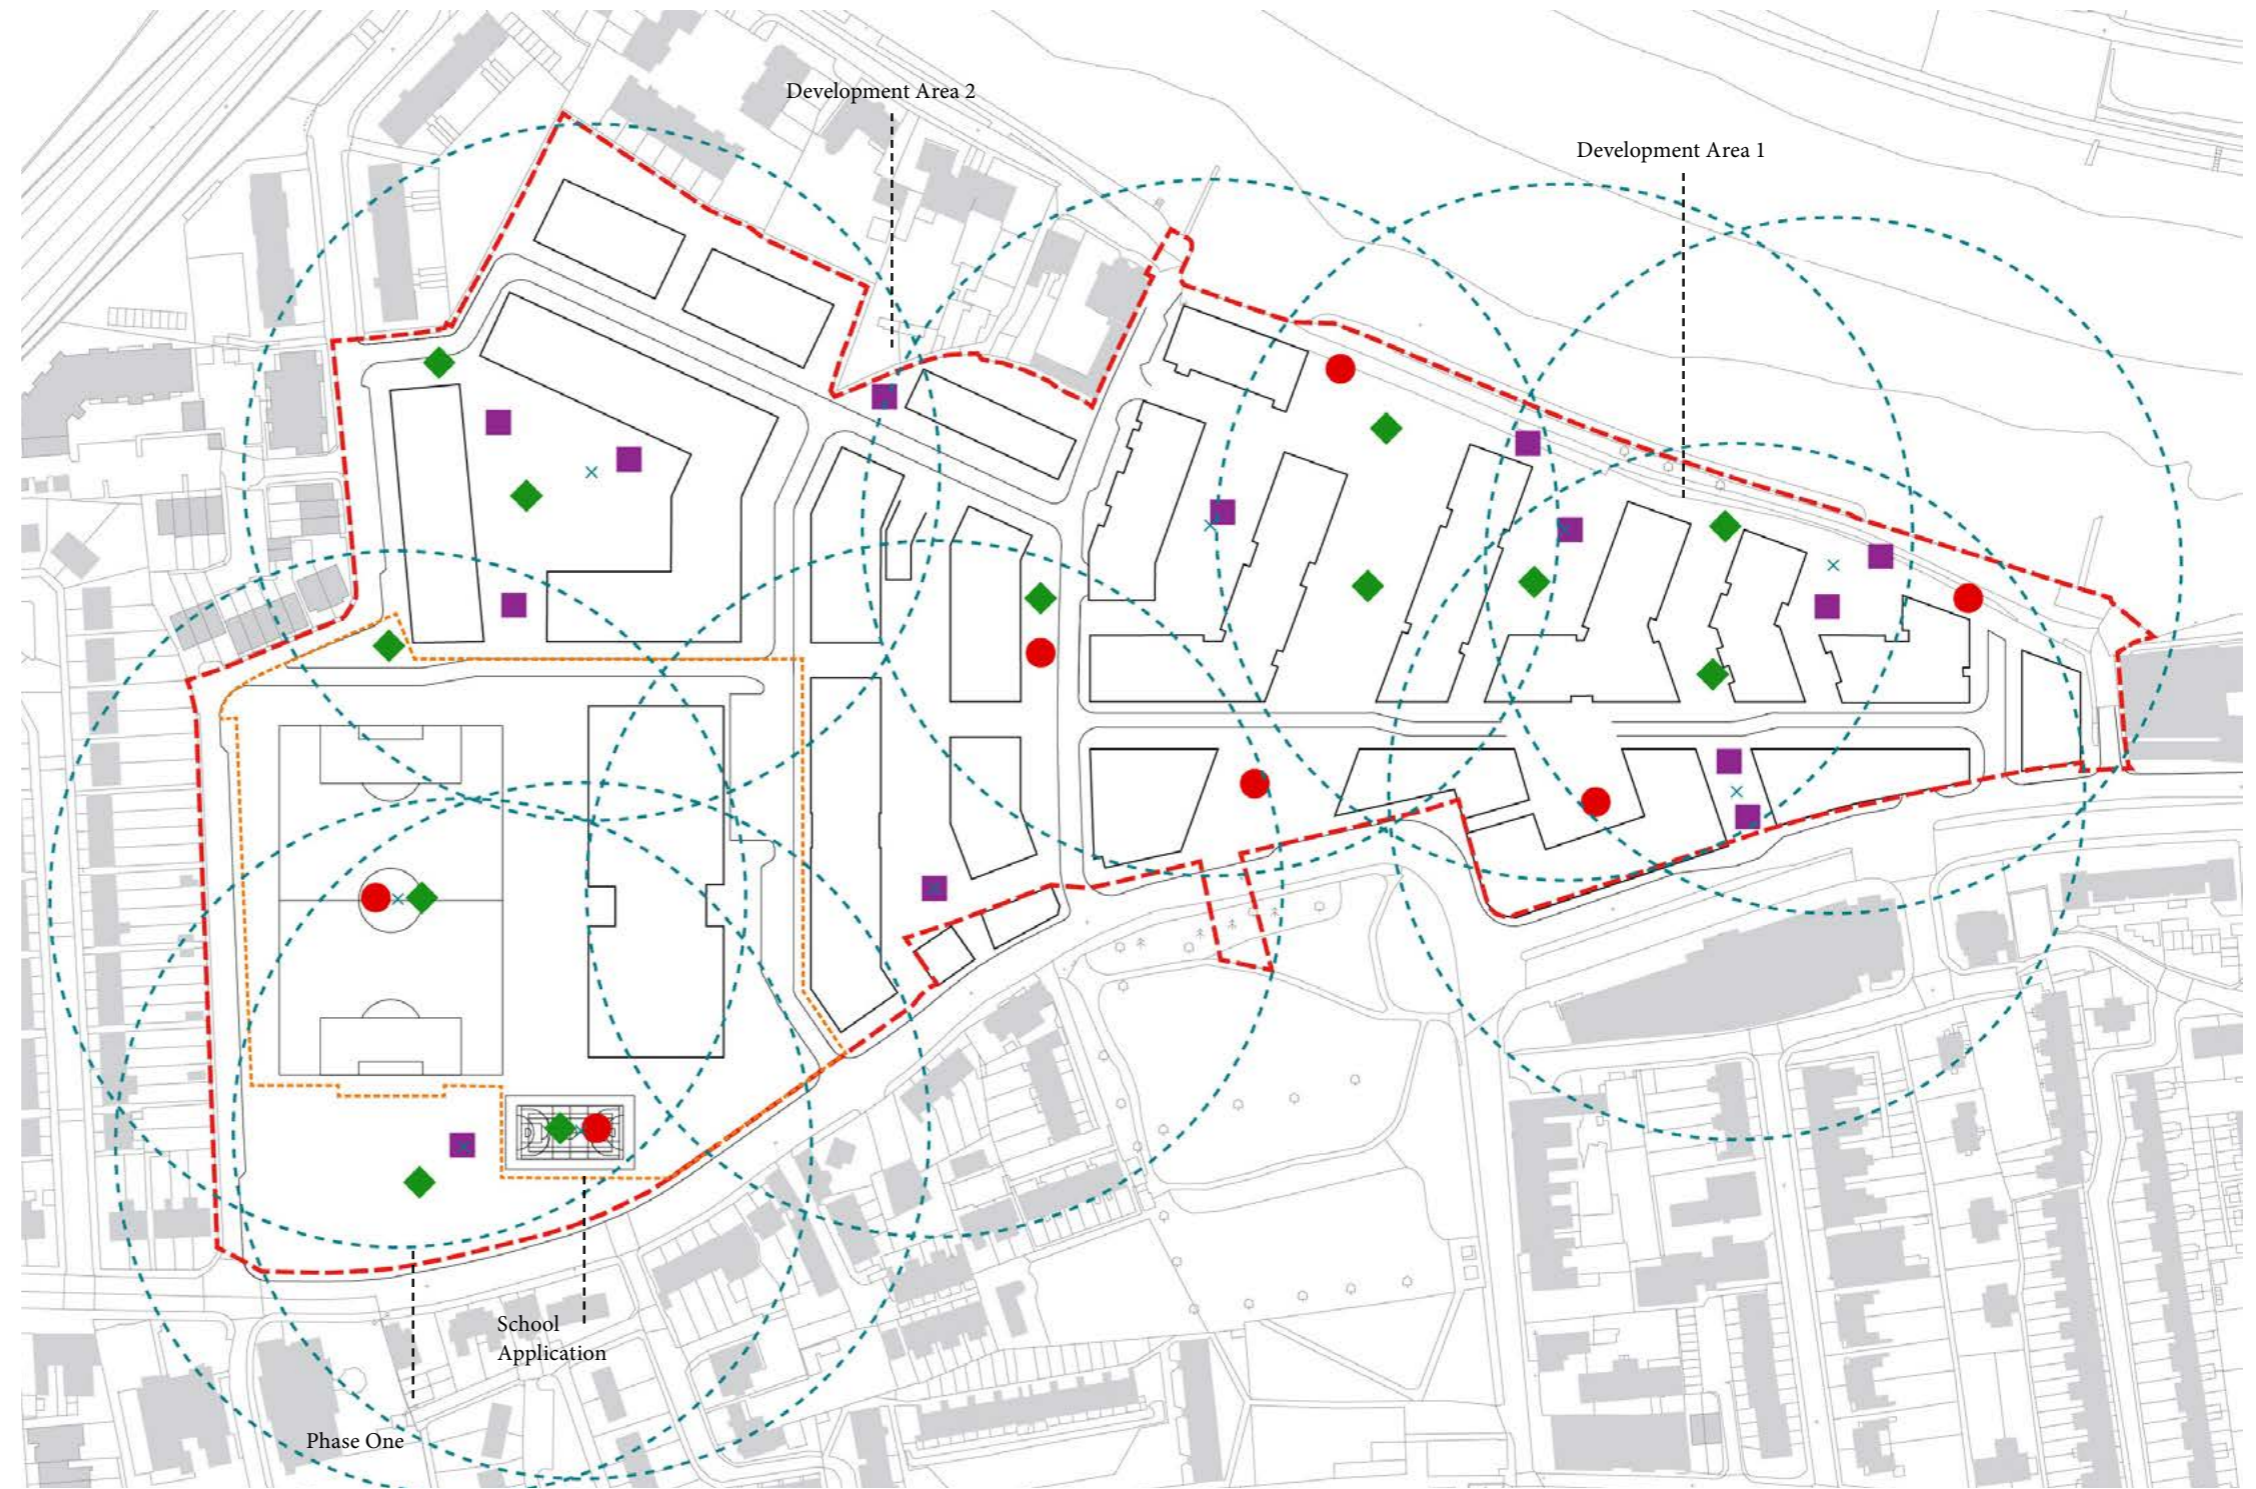 Development Area 2
Development Area 1
School
Application
Phase One